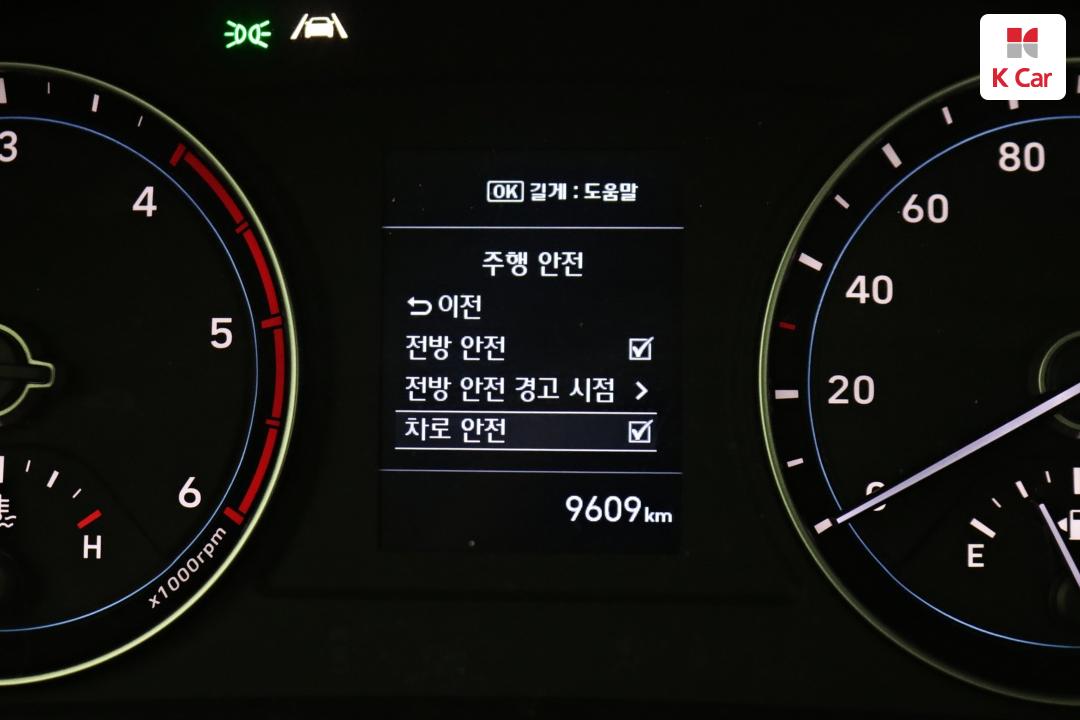 K Car
OK 길게 : 도움말
주행 안전
이전
전방 안전
전방 안전 경고 시점
차로 안전
9609km
3
4
5
6
x1000rpm
H
80
60
40
20
0
E